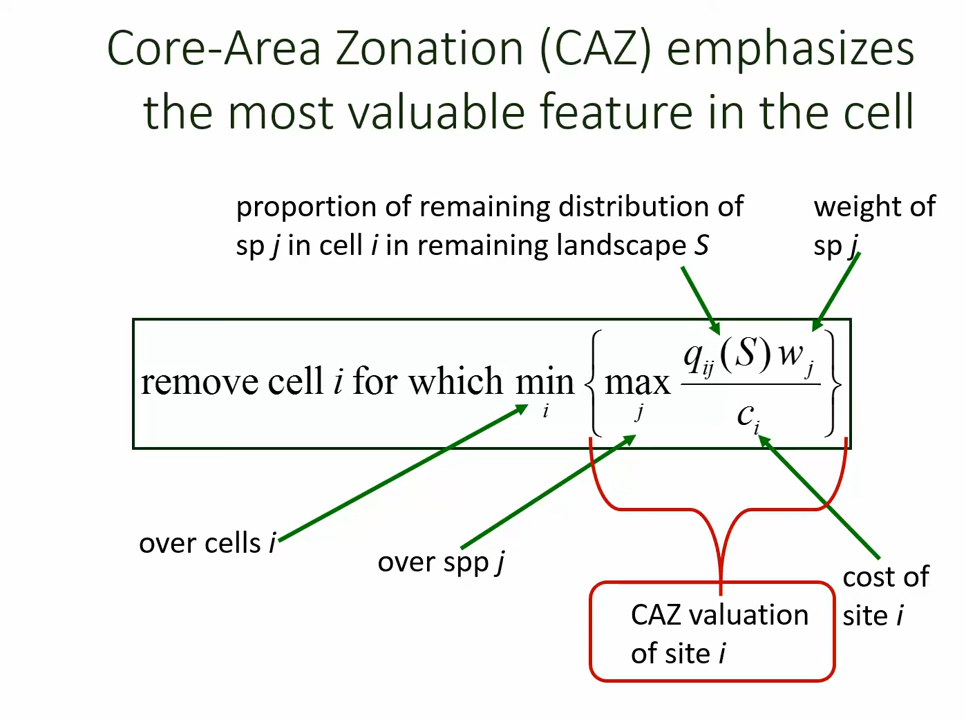 Core-Area Zonation (CAZ) emphasizes
the most valuable feature in the cell
proportion of remaining distribution of
sp j in cell i in remaining landscape S
weight of
sp j
remove cell i for which min_i { max_j q_ij(S) w_j / c_i }
over cells i
over spp j
cost of
site i
CAZ valuation
of site i